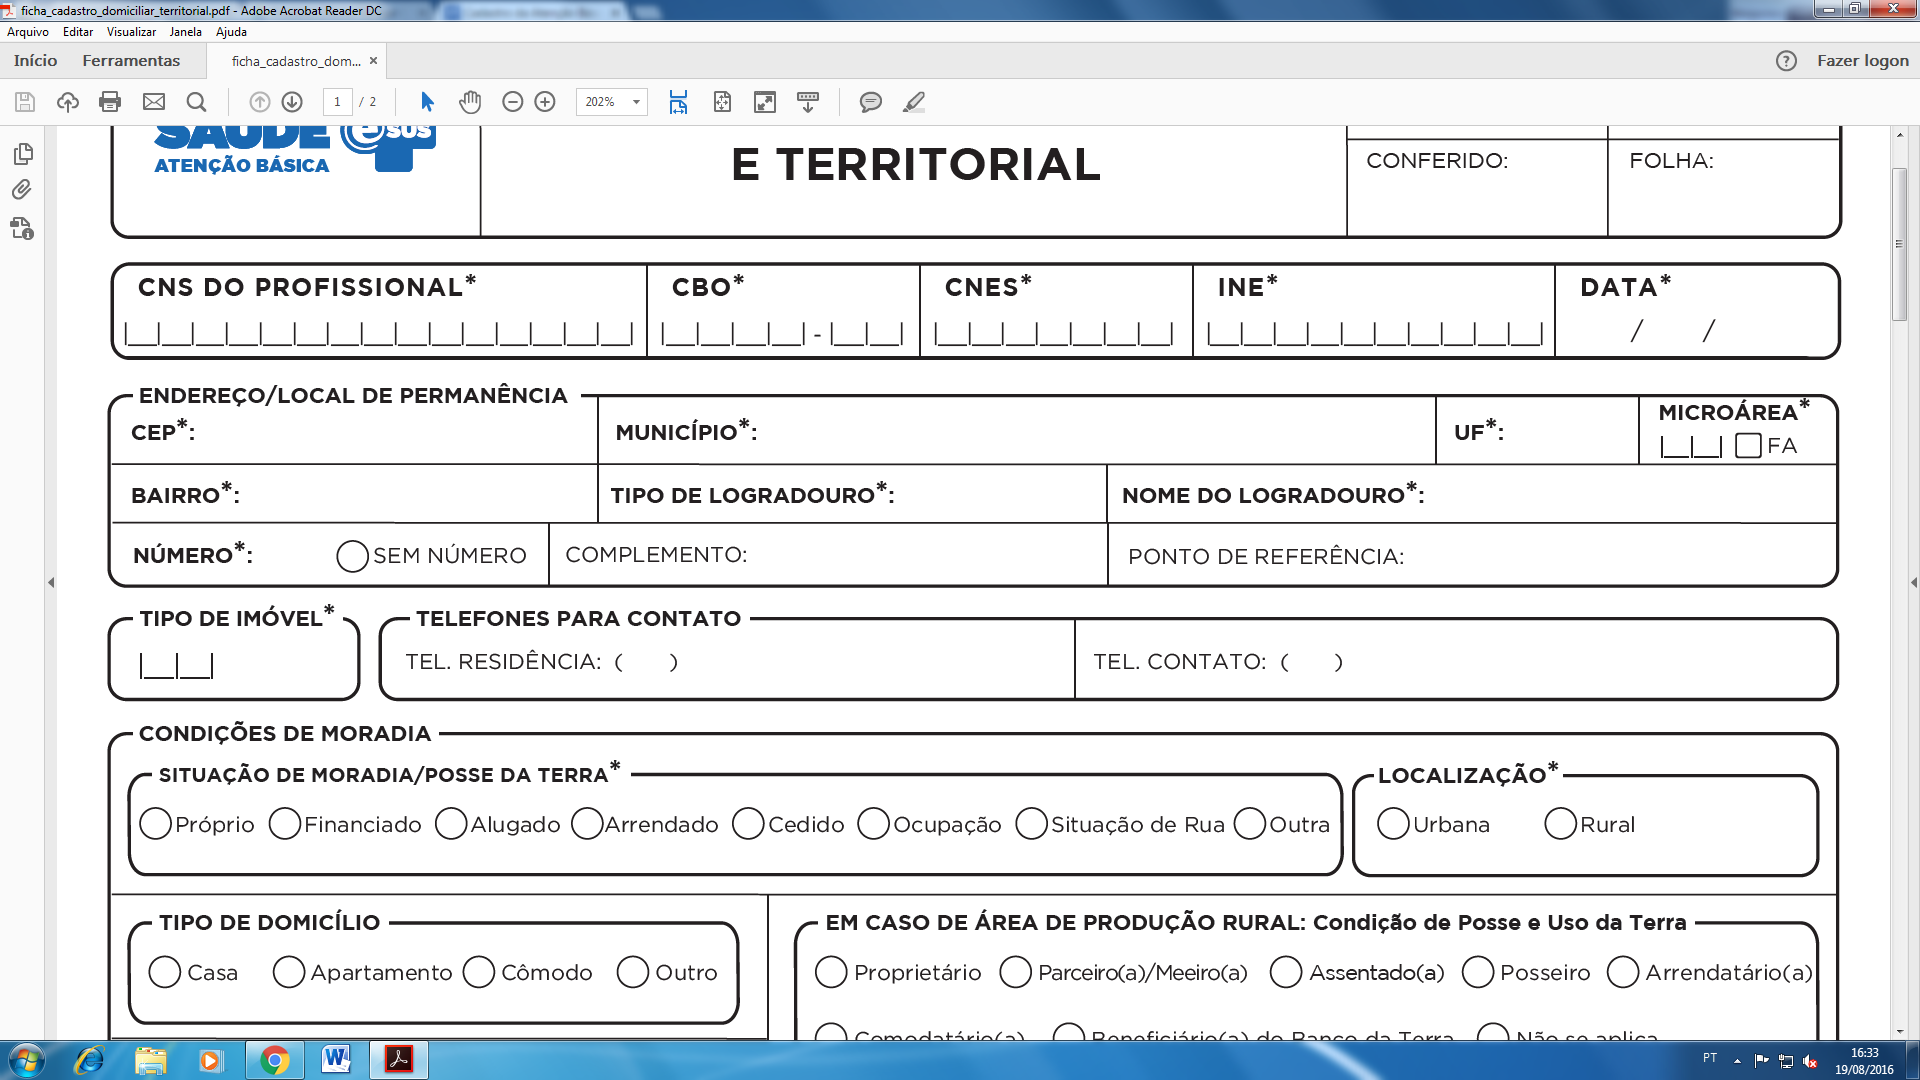 ficha_cadastro_domiciliar_territorial.pdf - Adobe Acrobat Reader DC
Arquivo Editar Visualizar Janela Ajuda
Início Ferramentas ficha_cadastro_dom... × ? Fazer logon
1 / 2 202%
SAÚDE e SUS
ATENÇÃO BÁSICA
E TERRITORIAL
CONFERIDO: FOLHA:
CNS DO PROFISSIONAL* CBO* CNES* INE* DATA*
- / /
ENDEREÇO/LOCAL DE PERMANÊNCIA
CEP*: MUNICÍPIO*: UF*: MICROÁREA*
FA
BAIRRO*: TIPO DE LOGRADOURO*: NOME DO LOGRADOURO*:
NÚMERO*: SEM NÚMERO COMPLEMENTO: PONTO DE REFERÊNCIA:
TIPO DE IMÓVEL* TELEFONES PARA CONTATO
TEL. RESIDÊNCIA: ( ) TEL. CONTATO: ( )
CONDIÇÕES DE MORADIA
SITUAÇÃO DE MORADIA/POSSE DA TERRA* LOCALIZAÇÃO*
Próprio Financiado Alugado Arrendado Cedido Ocupação Situação de Rua Outra Urbana Rural
TIPO DE DOMICÍLIO EM CASO DE ÁREA DE PRODUÇÃO RURAL: Condição de Posse e Uso da Terra
Casa Apartamento Cômodo Outro Proprietário Parceiro(a)/Meeiro(a) Assentado(a) Posseiro Arrendatário(a)
Comodatário(a) Beneficiário(a) do Banco da Terra Não se aplica
PT 16:33
19/08/2016